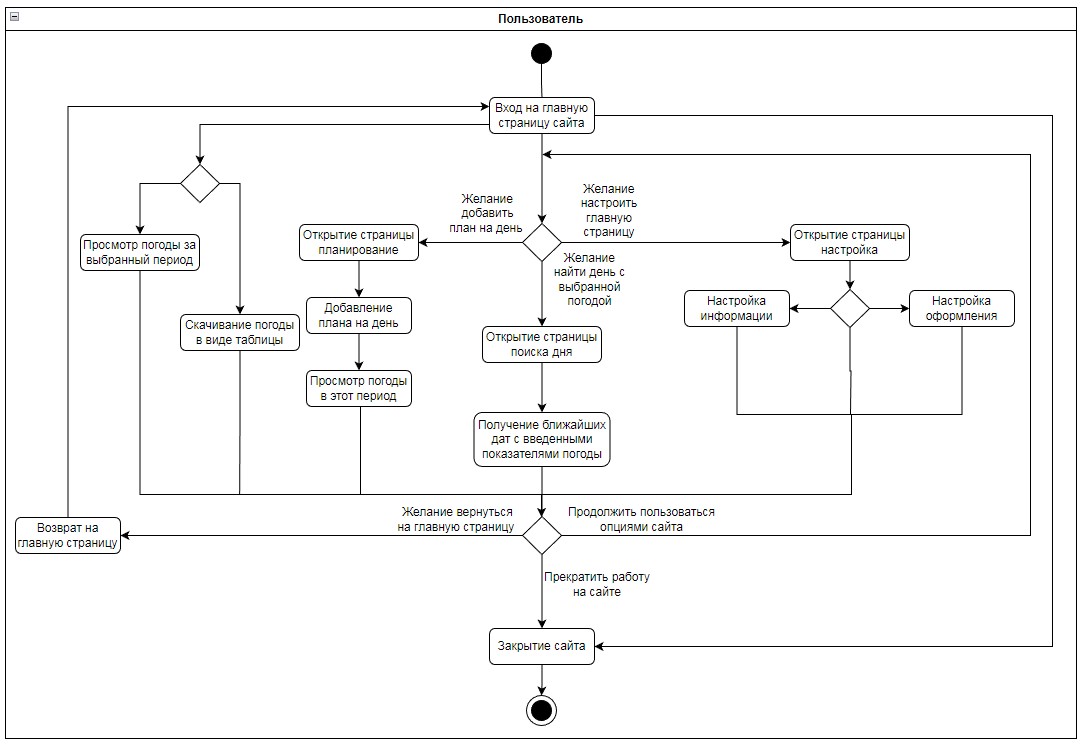 Пользователь
Вход на главную
страницу сайта
Желание
добавить
план на день
Желание
настроить
главную
страницу
Просмотр погоды за
выбранный период
Открытие страницы
планирование
Желание
найти день с
выбранной
погодой
Открытие страницы
настройка
Скачивание погоды
в виде таблицы
Добавление
плана на день
Настройка
информации
Настройка
оформления
Открытие страницы
поиска дня
Просмотр погоды
в этот период
Получение ближайших
дат с введенными
показателями погоды
Возврат на
главную страницу
Желание вернуться
на главную страницу
Продолжить пользоваться
опциями сайта
Прекратить работу
на сайте
Закрытие сайта